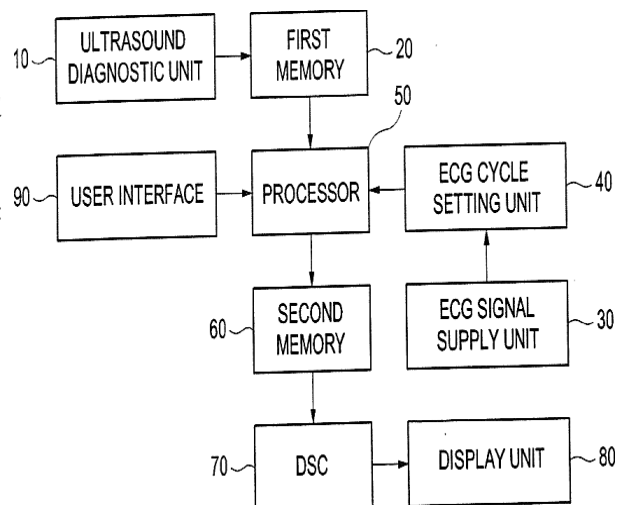 10
ULTRASOUND
DIAGNOSTIC UNIT
FIRST
MEMORY
20
50
90
USER INTERFACE
PROCESSOR
ECG CYCLE
SETTING UNIT
40
60
SECOND
MEMORY
ECG SIGNAL
SUPPLY UNIT
30
70
DSC
DISPLAY UNIT
80